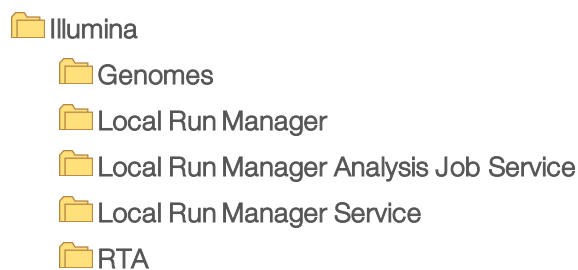 Illumina
Genomes
Local Run Manager
Local Run Manager Analysis Job Service
Local Run Manager Service
RTA